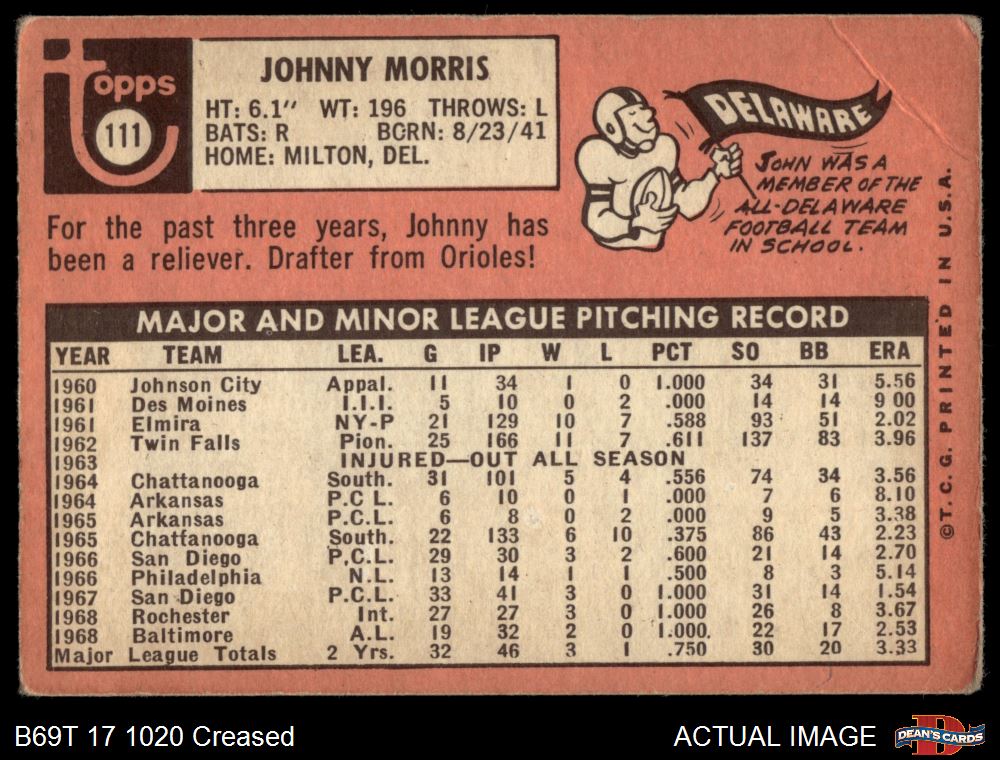 Topps
111
JOHNNY MORRIS
HT: 6.1" WT: 196 THROWS: L
BATS: R BORN: 8/23/41
HOME: MILTON, DEL.
DELAWARE
JOHN WAS A
MEMBER OF THE
ALL-DELAWARE
FOOTBALL TEAM
IN SCHOOL.
For the past three years, Johnny has
been a reliever. Drafter from Orioles!
MAJOR AND MINOR LEAGUE PITCHING RECORD
YEAR TEAM LEA. G IP W L PCT SO BB ERA
1960 Johnson City Appal. 11 34 1 0 1.000 34 31 5.56
1961 Des Moines I.I.I. 5 10 0 2 .000 14 14 9 00
1961 Elmira NY-P 21 129 10 7 .588 93 51 2.02
1962 Twin Falls Pion. 25 166 11 7 .611 137 83 3.96
1963 INJURED—OUT ALL SEASON
1964 Chattanooga South. 31 101 5 4 .556 74 34 3.56
1964 Arkansas P.C L. 6 10 0 1 .000 7 6 8.10
1965 Arkansas P.C.L. 6 8 0 2 .000 9 5 3.38
1965 Chattanooga South. 22 133 6 10 .375 86 43 2.23
1966 San Diego P.C.L. 29 30 3 2 .600 21 14 2.70
1966 Philadelphia N.L. 13 14 1 1 .500 8 3 5.14
1967 San Diego P.C.L. 33 41 3 0 1.000 31 14 1.54
1968 Rochester Int. 27 27 3 0 1.000 26 8 3.67
1968 Baltimore A.L. 19 32 2 0 1.000. 22 17 2.53
Major League Totals 2 Yrs. 32 46 3 1 .750 30 20 3.33
©T. C. G. PRINTED IN U.S.A.
B69T 17 1020 Creased
ACTUAL IMAGE
D
DEAN'S CARDS